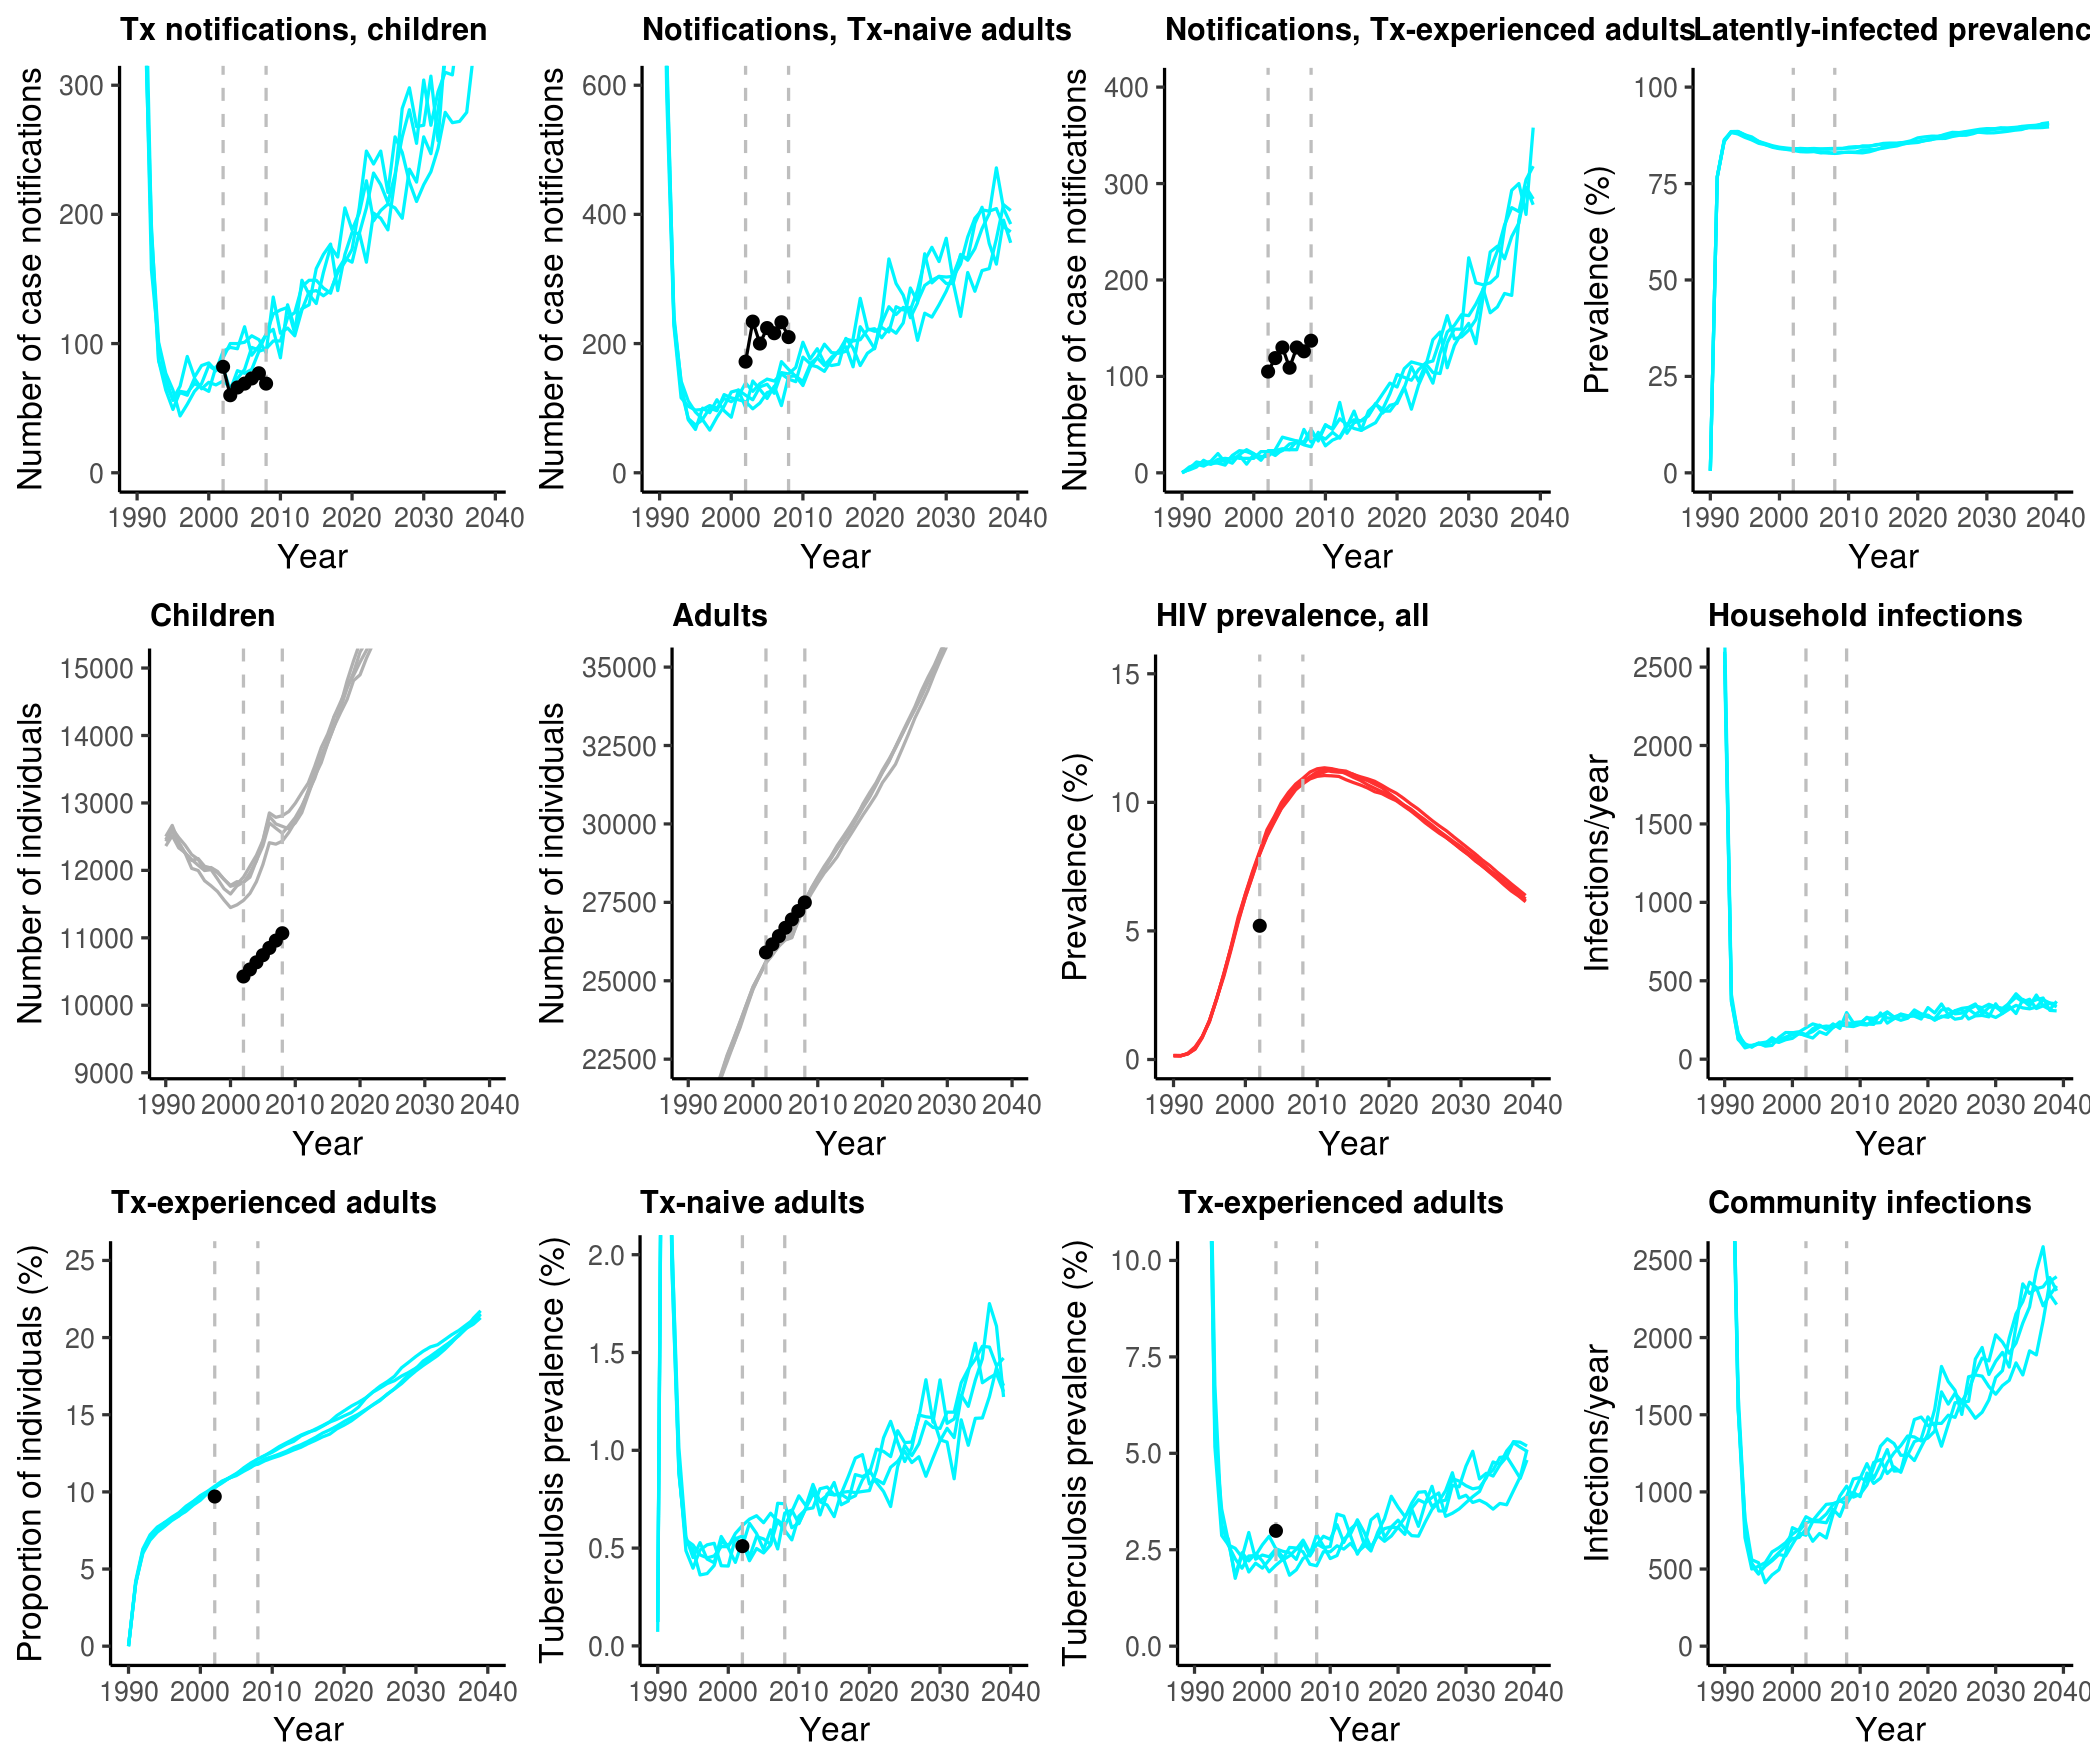 Tx notifications, children
Number of case notifications
300
200
100
0
1990 2000 2010 2020 2030 2040
Year
Notifications, Tx-naive adults
Number of case notifications
600
400
200
0
1990 2000 2010 2020 2030 2040
Year
Notifications, Tx-experienced adults
Number of case notifications
400
300
200
100
0
1990 2000 2010 2020 2030 2040
Year
Latently-infected prevalenc
Prevalence (%)
100
75
50
25
0
1990 2000 2010 2020 2030 2040
Year
Children
Number of individuals
15000
14000
13000
12000
11000
10000
9000
1990 2000 2010 2020 2030 2040
Year
Adults
Number of individuals
35000
32500
30000
27500
25000
22500
1990 2000 2010 2020 2030 2040
Year
HIV prevalence, all
Prevalence (%)
15
10
5
0
1990 2000 2010 2020 2030 2040
Year
Household infections
Infections/year
2500
2000
1500
1000
500
0
1990 2000 2010 2020 2030 2040
Year
Tx-experienced adults
Proportion of individuals (%)
25
20
15
10
5
0
1990 2000 2010 2020 2030 2040
Year
Tx-naive adults
Tuberculosis prevalence (%)
2.0
1.5
1.0
0.5
0.0
1990 2000 2010 2020 2030 2040
Year
Tx-experienced adults
Tuberculosis prevalence (%)
10.0
7.5
5.0
2.5
0.0
1990 2000 2010 2020 2030 2040
Year
Community infections
Infections/year
2500
2000
1500
1000
500
0
1990 2000 2010 2020 2030 2040
Year